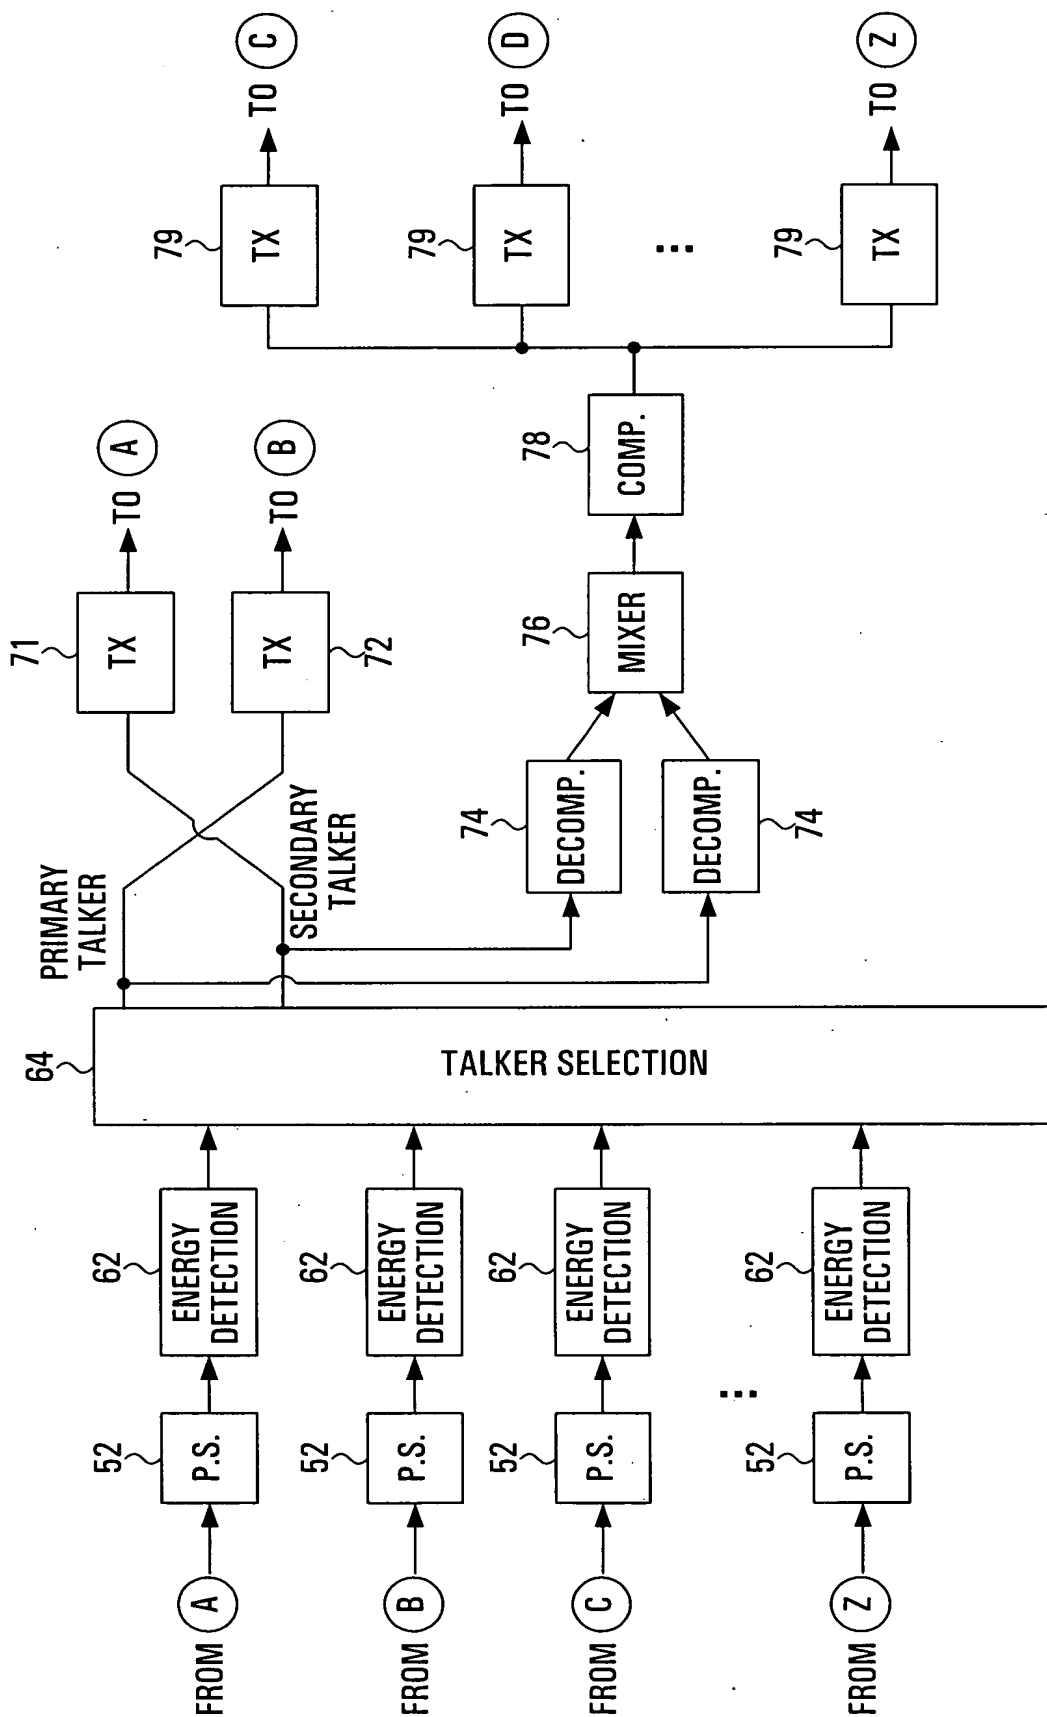 FROM A
52
P.S.
62
ENERGY
DETECTION
FROM B
52
P.S.
62
ENERGY
DETECTION
FROM C
52
P.S.
62
ENERGY
DETECTION
...
FROM Z
52
P.S.
62
ENERGY
DETECTION
64
TALKER SELECTION
PRIMARY
TALKER
SECONDARY
TALKER
71
TX
TO A
TX
72
TO B
74
DECOMP.
DECOMP.
74
76
MIXER
78
COMP.
79
TX
TO C
79
TX
TO D
...
79
TX
TO Z